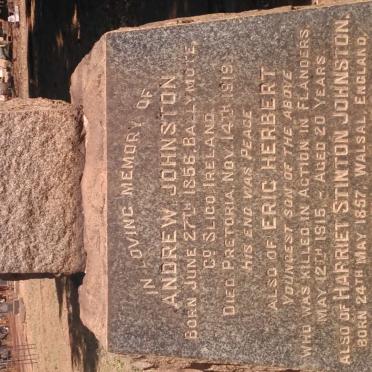 IN LOVING MEMORY OF
ANDREW JOHNSTON
BORN JUNE 27TH 1856, BALLYMOTE,
CO SLIGO IRELAND.
DIED PRETORIA NOV. 14TH 1919.
HIS END WAS PEACE
ALSO OF ERIC HERBERT
YOUNGEST SON OF THE ABOVE
WHO WAS KILLED IN ACTION IN FLANDERS
MAY 12TH 1915 AGED 20 YEARS.
ALSO OF HARRIET STINTON JOHNSTON.
BORN 24TH MAY 1857. WALSAL, ENGLAND.